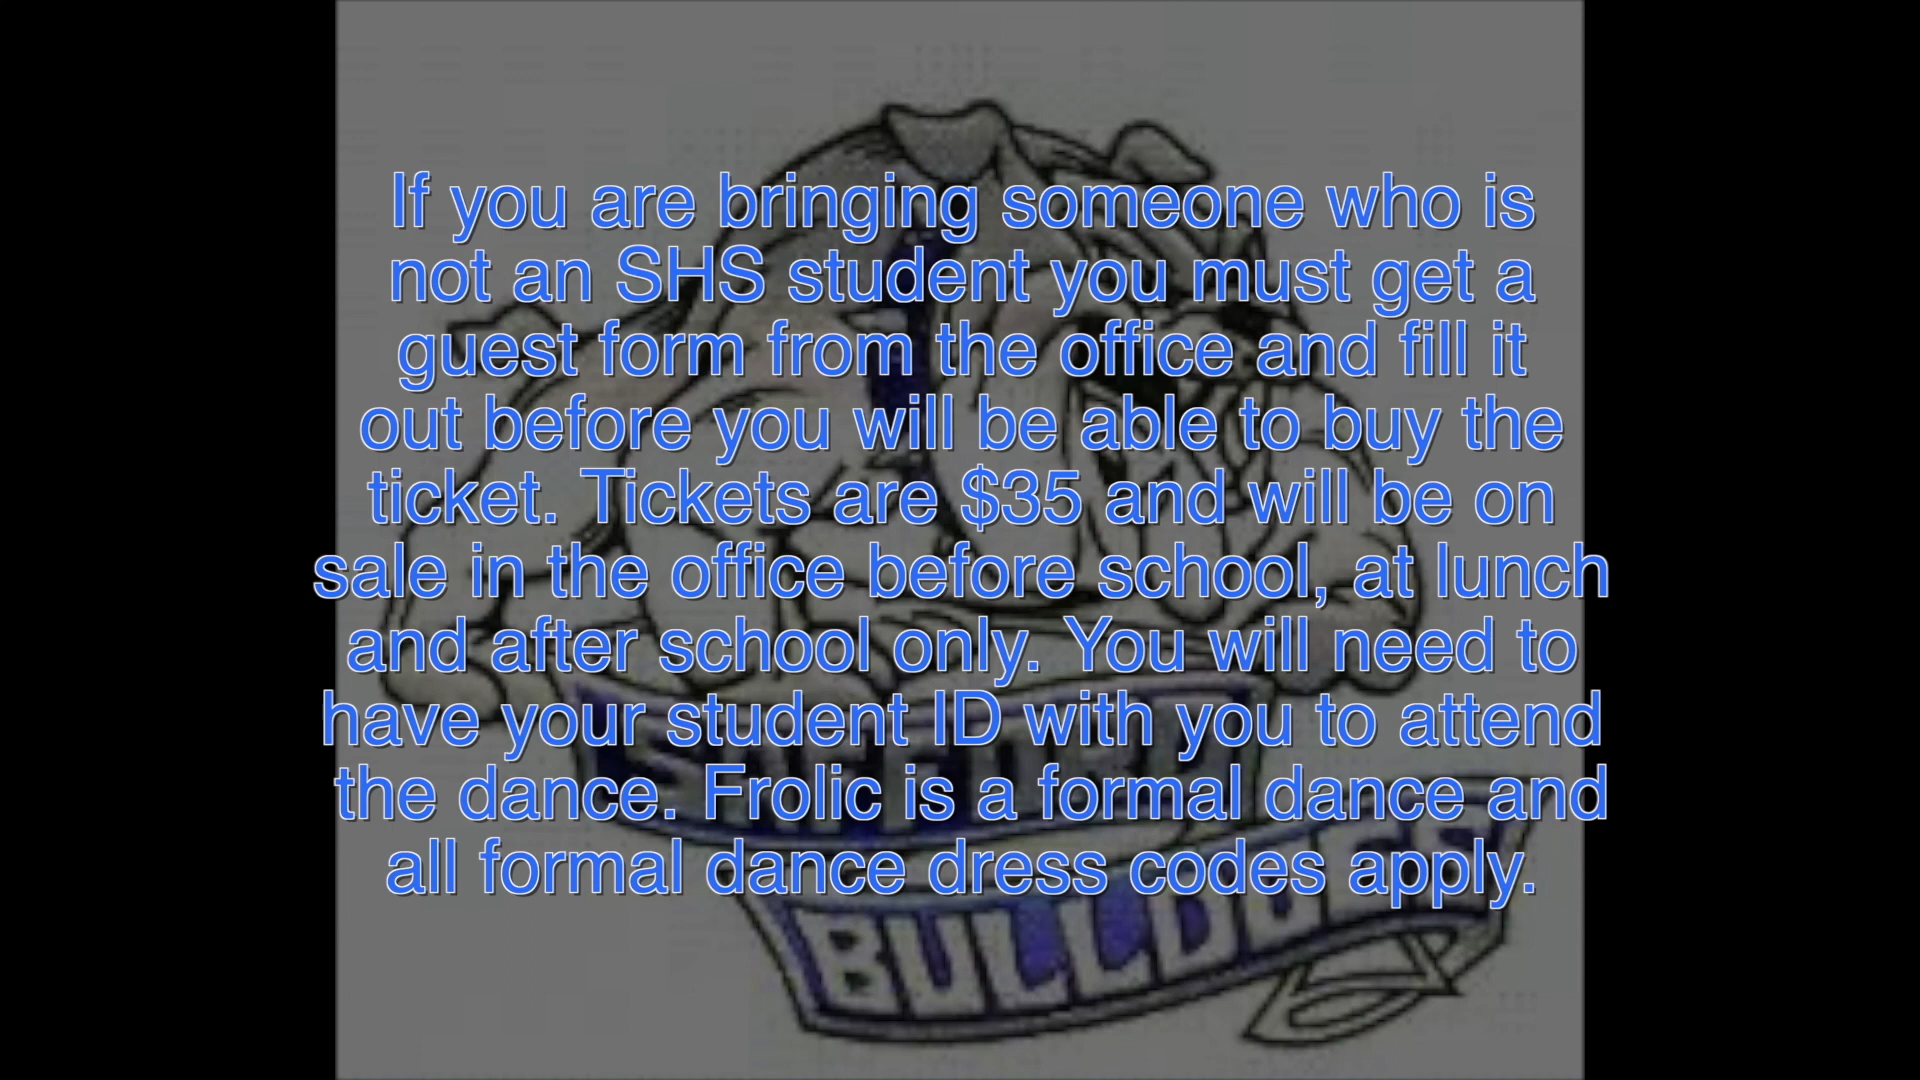 If you are bringing someone who is
not an SHS student you must get a
guest form from the office and fill it
out before you will be able to buy the
ticket. Tickets are $35 and will be on
sale in the office before school, at lunch
and after school only. You will need to
have your student ID with you to attend
the dance. Frolic is a formal dance and
all formal dance dress codes apply.
SAFFORD
BULLDOGS